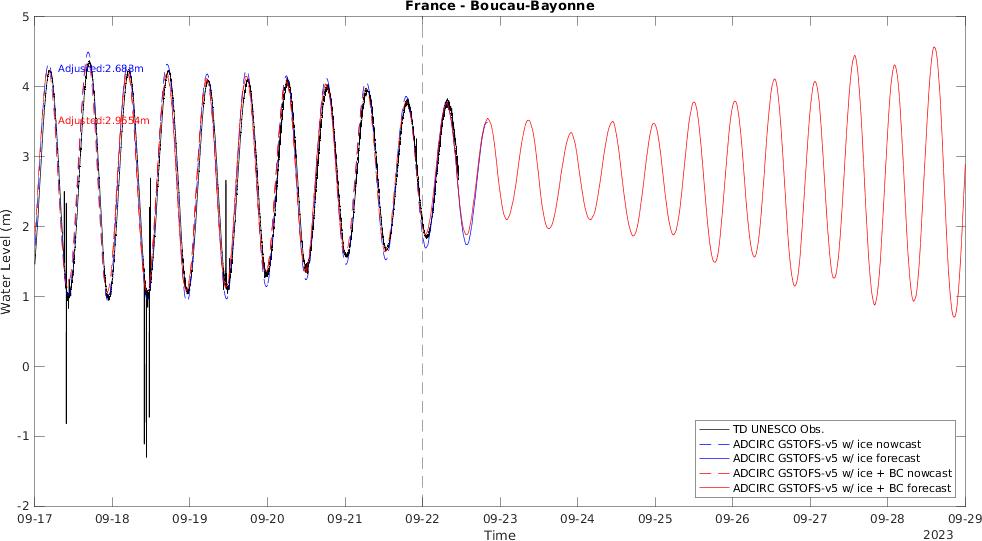 France - Boucau-Bayonne
5
4
3
2
1
0
-1
-2
Water Level (m)
Adjusted:2.683m
Adjusted:2.9654m
TD UNESCO Obs.
ADCIRC GSTOFS-v5 w/ ice nowcast
ADCIRC GSTOFS-v5 w/ ice forecast
ADCIRC GSTOFS-v5 w/ ice + BC nowcast
ADCIRC GSTOFS-v5 w/ ice + BC forecast
09-17 09-18 09-19 09-20 09-21 09-22 09-23 09-24 09-25 09-26 09-27 09-28 09-29
Time
2023